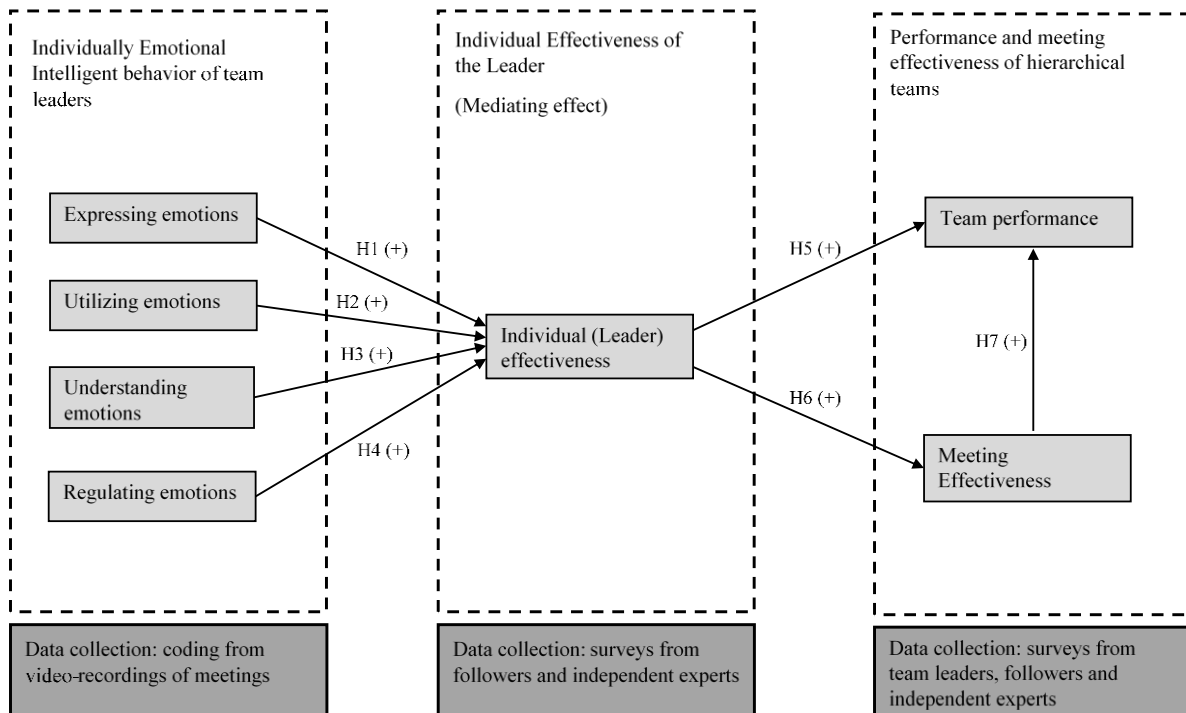 Individually Emotional
Intelligent behavior of team
leaders
Expressing emotions
Utilizing emotions
Understanding
emotions
Regulating emotions
Data collection: coding from
video-recordings of meetings
H1 (+)
H2 (+)
H3 (+)
H4 (+)
Individual Effectiveness of
the Leader
(Mediating effect)
Individual (Leader)
effectiveness
Data collection: surveys from
followers and independent experts
H5 (+)
H6 (+)
Performance and meeting
effectiveness of hierarchical
teams
Team performance
H7 (+)
Meeting
Effectiveness
Data collection: surveys from
team leaders, followers and
independent experts